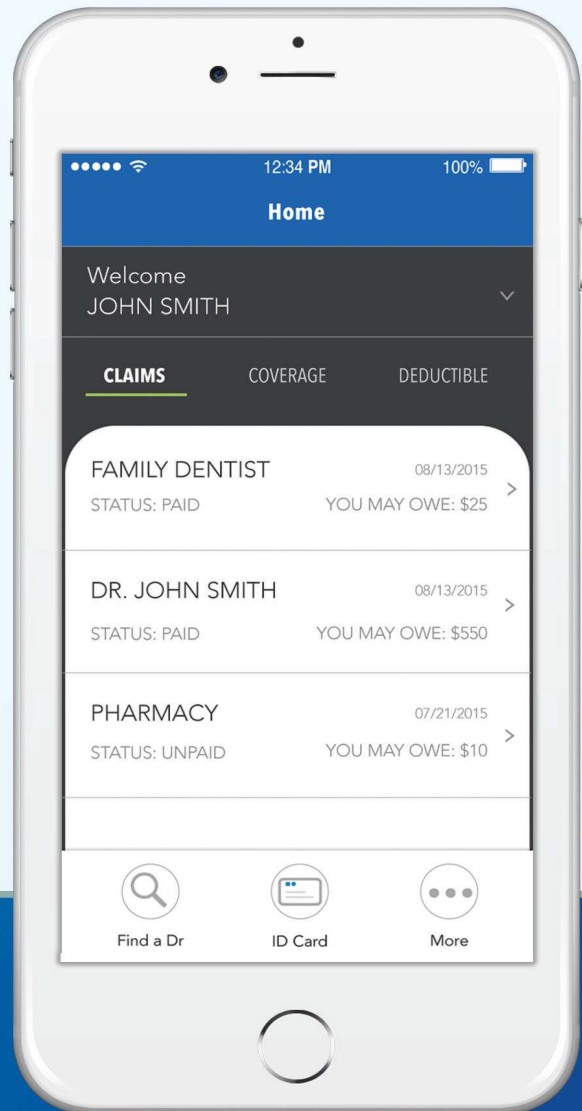 12:34 PM 100%
Home
Welcome
JOHN SMITH
CLAIMS COVERAGE DEDUCTIBLE
FAMILY DENTIST 08/13/2015
STATUS: PAID YOU MAY OWE: $25
DR. JOHN SMITH 08/13/2015
STATUS: PAID YOU MAY OWE: $550
PHARMACY 07/21/2015
STATUS: UNPAID YOU MAY OWE: $10
Find a Dr ID Card More